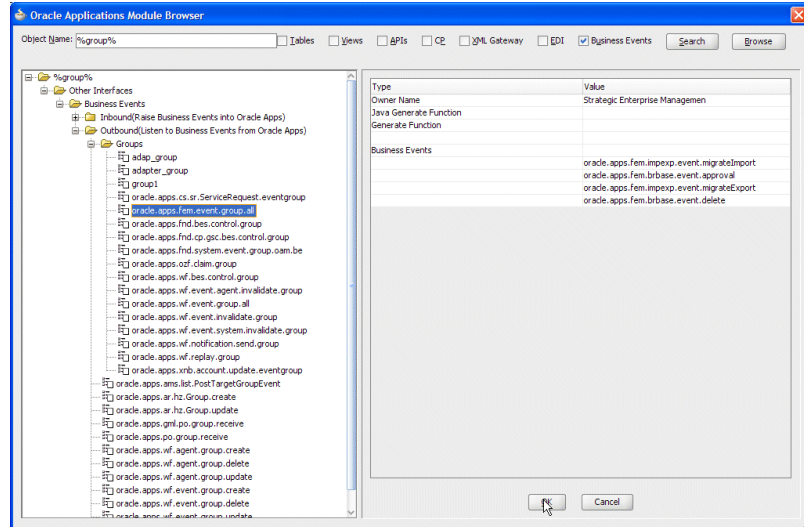 Oracle Applications Module Browser
Object Name: %group% Tables Views APIs CP XML Gateway EDI Business Events Search Browse
%group%
Other Interfaces
Business Events
Inbound(Raise Business Events into Oracle Apps)
Outbound(Listen to Business Events from Oracle Apps)
Groups
adap_group
adapter_group
group1
oracle.apps.cs.sr.ServiceRequest.eventgroup
oracle.apps.fem.event.group.all
oracle.apps.fnd.bes.control.group
oracle.apps.fnd.cp.gsc.bes.control.group
oracle.apps.fnd.system.event.group.oam.be
oracle.apps.ozf.claim.group
oracle.apps.wf.bes.control.group
oracle.apps.wf.event.agent.invalidate.group
oracle.apps.wf.event.group.all
oracle.apps.wf.event.invalidate.group
oracle.apps.wf.event.system.invalidate.group
oracle.apps.wf.notification.send.group
oracle.apps.wf.replay.group
oracle.apps.xnb.account.update.eventgroup
oracle.apps.ams.list.PostTargetGroupEvent
oracle.apps.ar.hz.Group.create
oracle.apps.ar.hz.Group.update
oracle.apps.gml.po.group.receive
oracle.apps.po.group.receive
oracle.apps.wf.agent.group.create
oracle.apps.wf.agent.group.delete
oracle.apps.wf.agent.group.update
oracle.apps.wf.event.group.create
oracle.apps.wf.event.group.delete
oracle.apps.wf.event.group.update
Type Value
Owner Name Strategic Enterprise Managemen
Java Generate Function
Generate Function
Business Events
oracle.apps.fem.impexp.event.migrateImport
oracle.apps.fem.brbase.event.approval
oracle.apps.fem.impexp.event.migrateExport
oracle.apps.fem.brbase.event.delete
OK Cancel